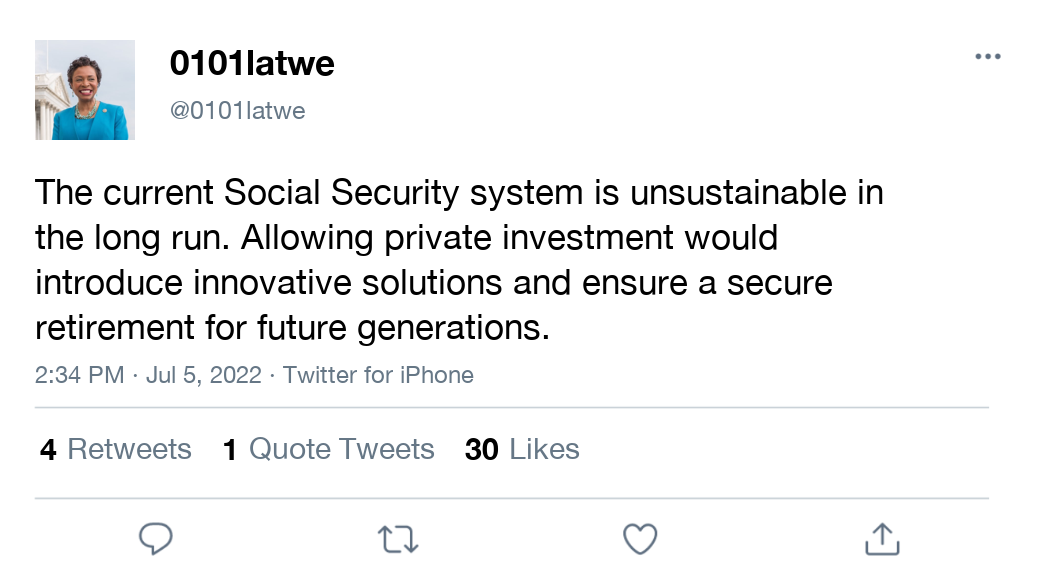 0101latwe
@0101latwe
The current Social Security system is unsustainable in
the long run. Allowing private investment would
introduce innovative solutions and ensure a secure
retirement for future generations.
2:34 PM · Jul 5, 2022 · Twitter for iPhone
4 Retweets 1 Quote Tweets 30 Likes